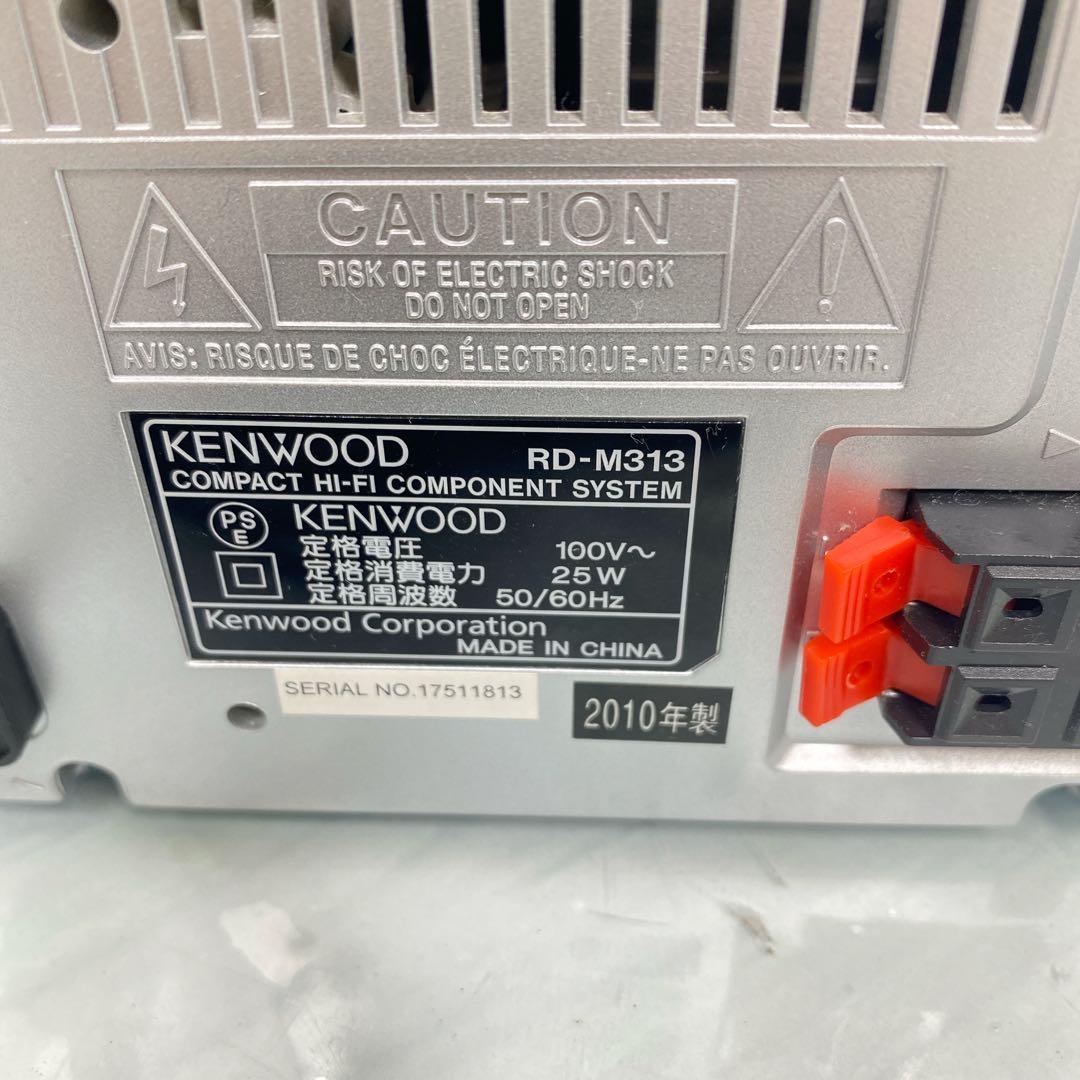 CAUTION
RISK OF ELECTRIC SHOCK
DO NOT OPEN
AVIS: RISQUE DE CHOC ÉLECTRIQUE-NE PAS OUVRIR.
KENWOOD RD-M313
COMPACT HI-FI COMPONENT SYSTEM
PS
E
KENWOOD
定格電圧 100V～
定格消費電力 25W
定格周波数 50/60Hz
Kenwood Corporation
MADE IN CHINA
SERIAL NO.17511813
2010年製